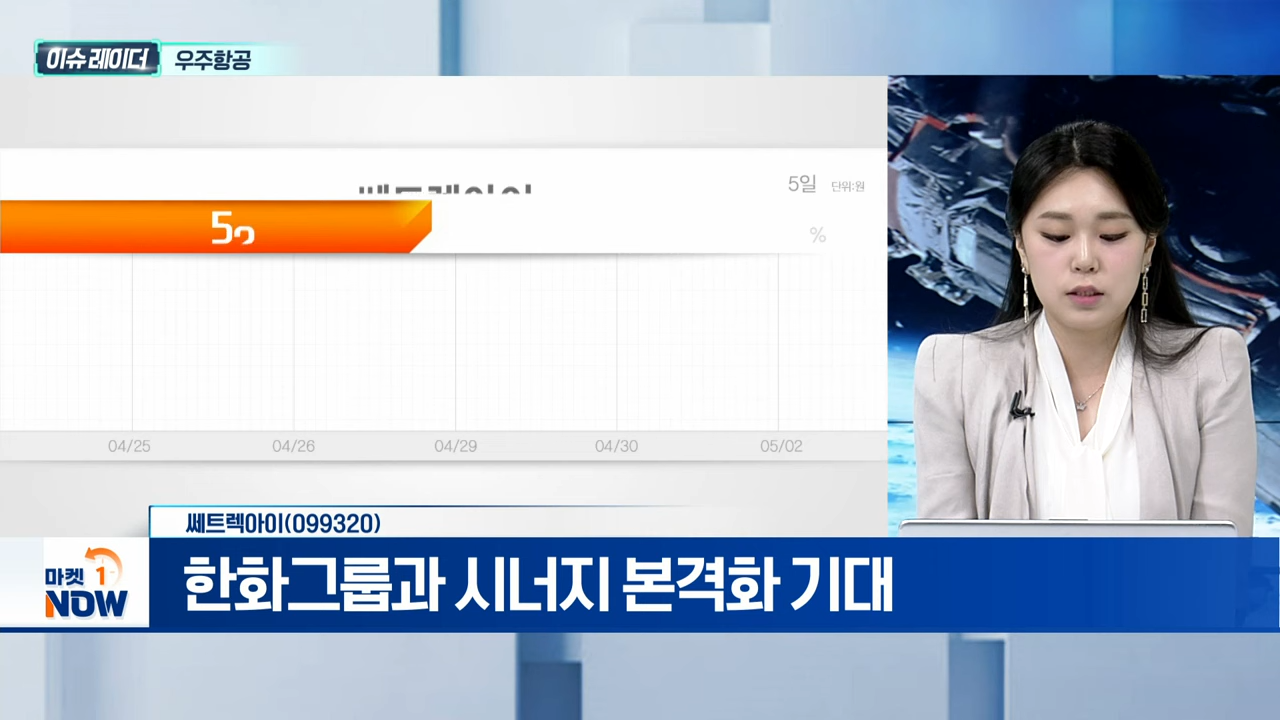 이슈 레이더 우주항공
5일 단위:원
%
04/25 04/26 04/29 04/30 05/02
쎄트렉아이(099320)
마켓 1
NOW
한화그룹과 시너지 본격화 기대